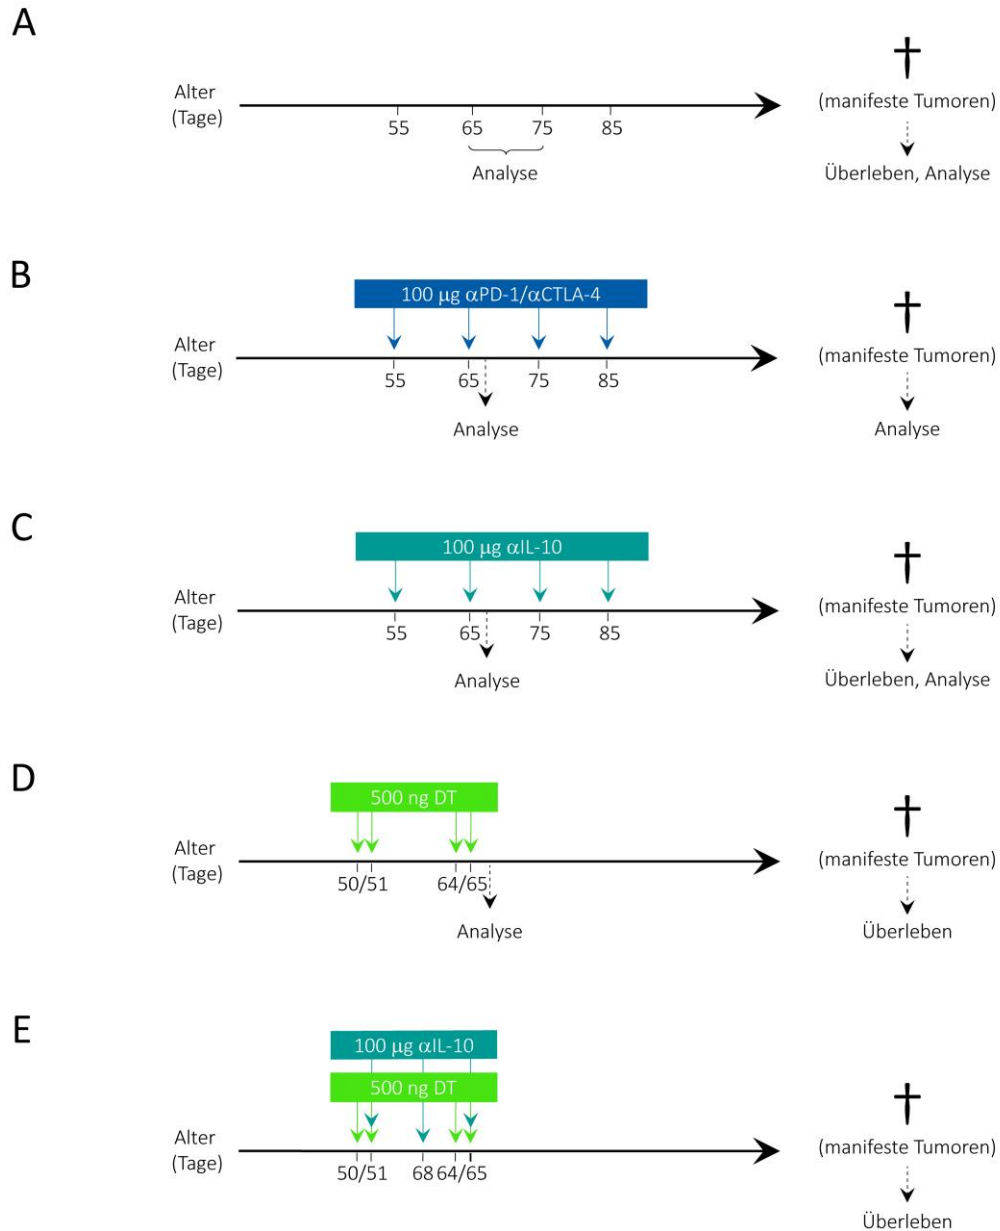 A
Alter
(Tage)
55 65 75 85
Analyse
(manifeste Tumoren)
Überleben, Analyse
B
100 µg αPD-1/αCTLA-4
Alter
(Tage)
55 65 75 85
Analyse
(manifeste Tumoren)
Analyse
C
100 µg αIL-10
Alter
(Tage)
55 65 75 85
Analyse
(manifeste Tumoren)
Überleben, Analyse
D
500 ng DT
Alter
(Tage)
50/51 64/65
Analyse
(manifeste Tumoren)
Überleben
E
100 µg αIL-10
500 ng DT
Alter
(Tage)
50/51 68 64/65
(manifeste Tumoren)
Überleben